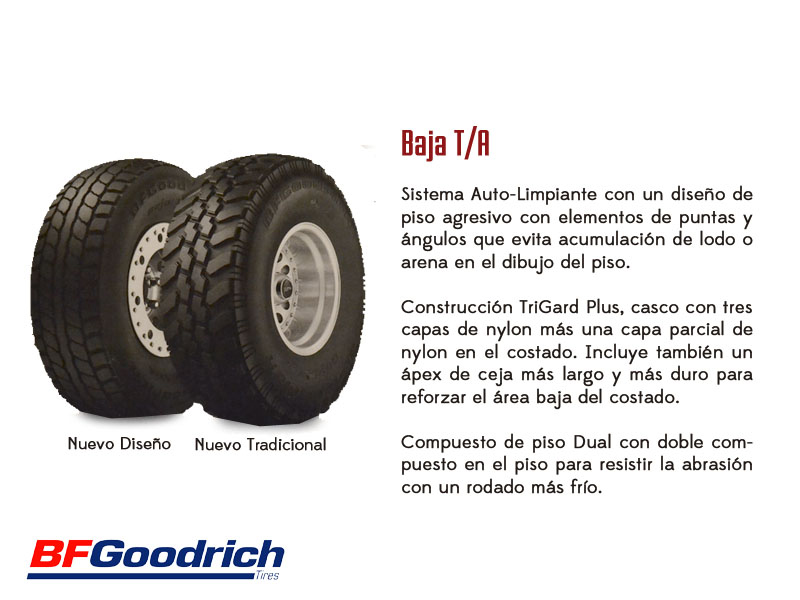 Baja T/A
Sistema Auto-Limpiante con un diseño de
piso agresivo con elementos de puntas y
ángulos que evita acumulación de lodo o
arena en el dibujo del piso.
Construcción TriGard Plus, casco con tres
capas de nylon más una capa parcial de
nylon en el costado. Incluye también un
ápex de ceja más largo y más duro para
reforzar el área baja del costado.
Compuesto de piso Dual con doble com-
puesto en el piso para resistir la abrasión
con un rodado más frío.
BFGoodrich
Nuevo Diseño
Nuevo Tradicional
BFGoodrich
Tires